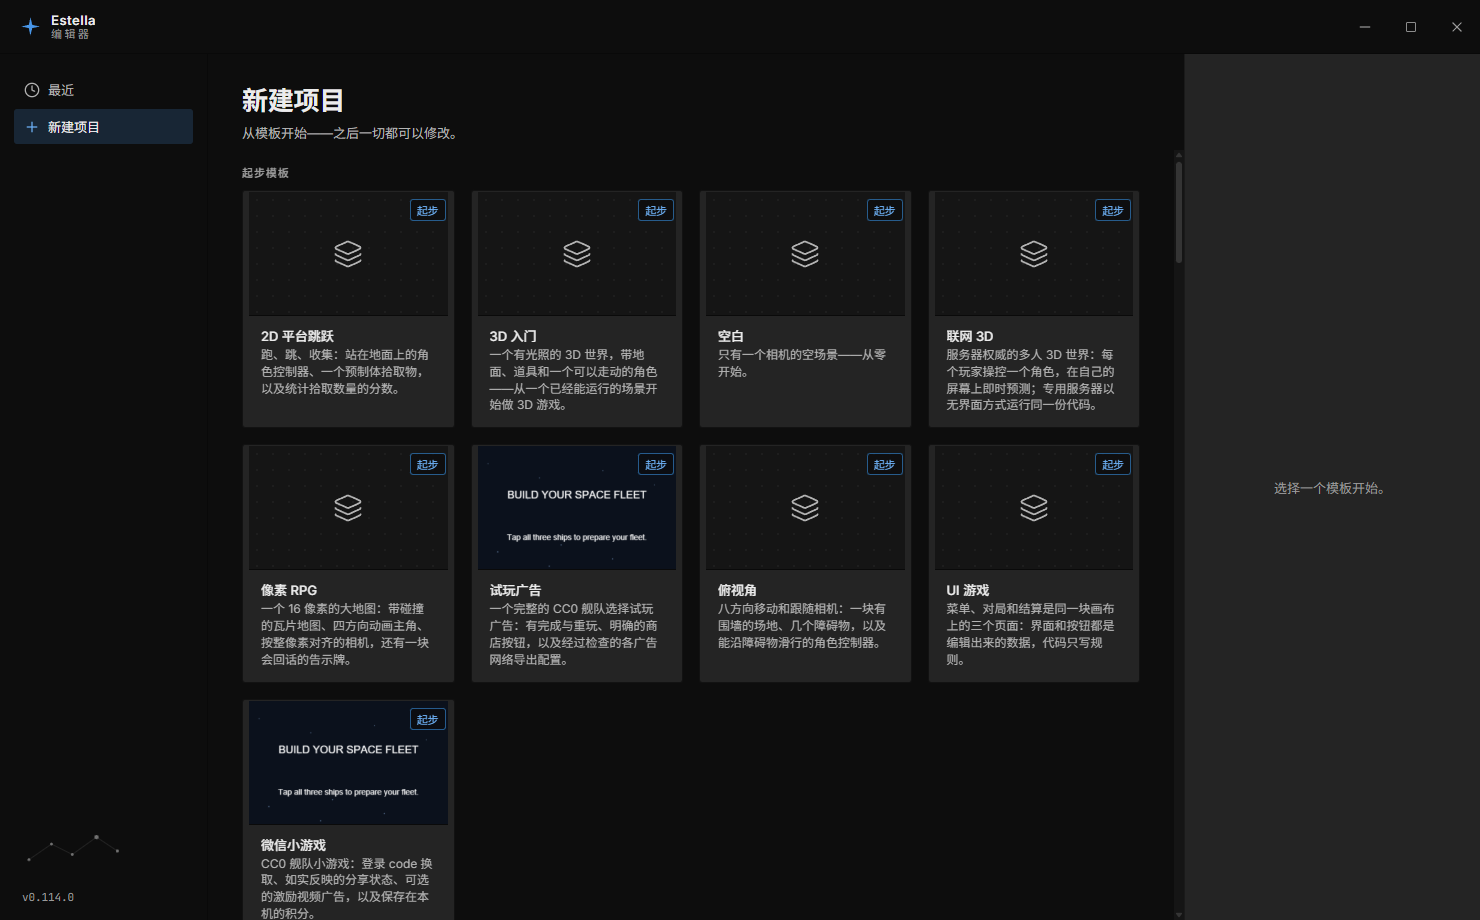 Estella
编辑器
最近
新建项目
新建项目
从模板开始——之后一切都可以修改。
起步模板
起步
2D 平台跳跃
跑、跳、收集：站在地面上的角
色控制器、一个预制体拾取物，
以及统计拾取数量的分数。
起步
3D 入门
一个有光照的 3D 世界，带地
面、道具和一个可以走动的角色
——从一个已经能运行的场景开
始做 3D 游戏。
起步
空白
只有一个相机的空场景——从零
开始。
起步
联网 3D
服务器权威的多人 3D 世界：每
个玩家操控一个角色，在自己的
屏幕上即时预测；专用服务器以
无界面方式运行同一份代码。
起步
像素 RPG
一个 16 像素的大地图：带碰撞
的瓦片地图、四方向动画主角、
按整像素对齐的相机，还有一块
会回话的告示牌。
起步
BUILD YOUR SPACE FLEET
Tap all three ships to prepare your fleet.
试玩广告
一个完整的 CC0 舰队选择试玩
广告：有完成与重玩、明确的商
店按钮，以及经过检查的各广告
网络导出配置。
起步
俯视角
八方向移动和跟随相机：一块有
围墙的场地、几个障碍物，以及
能沿障碍物滑行的角色控制器。
起步
UI 游戏
菜单、对局和结算是同一块画布
上的三个页面：界面和按钮都是
编辑出来的数据，代码只写规
则。
起步
BUILD YOUR SPACE FLEET
Tap all three ships to prepare your fleet.
微信小游戏
CC0 舰队小游戏：登录 code 换
取、如实反映的分享状态、可选
的激励视频广告，以及保存在本
机的积分。
选择一个模板开始。
v0.114.0